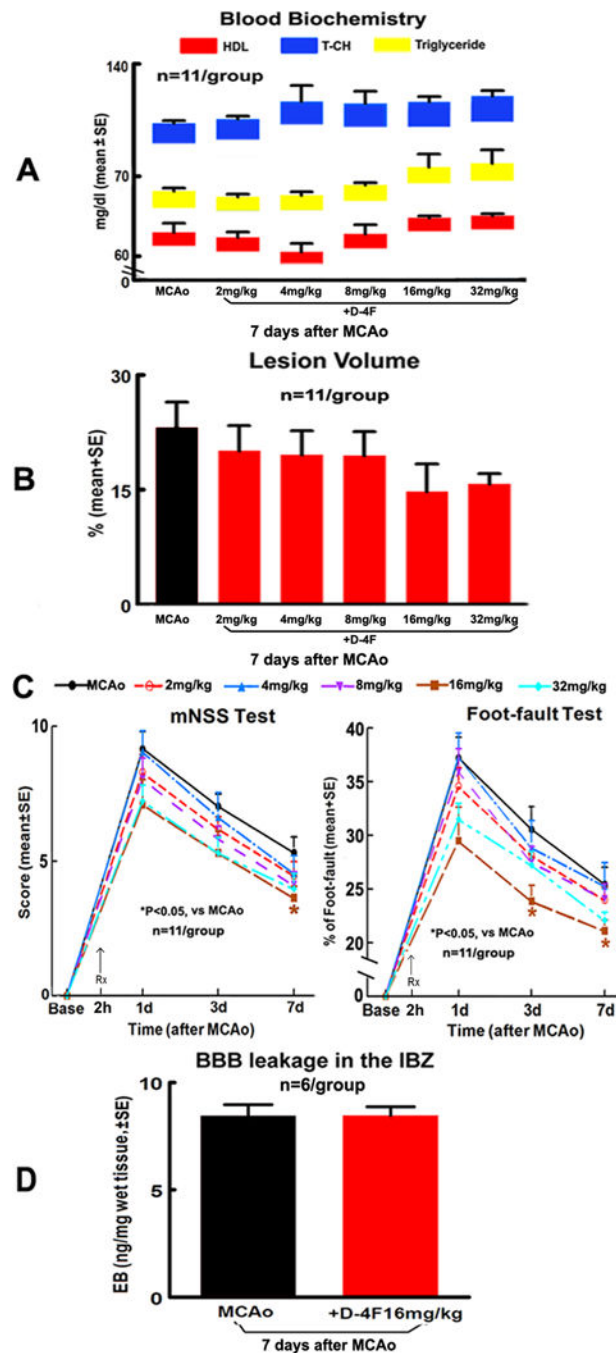 Blood Biochemistry
HDL T-CH Triglyceride
n=11/group
140
70
60
0
mg/dl (mean ± SE)
A
MCAo 2mg/kg 4mg/kg 8mg/kg 16mg/kg 32mg/kg
+D-4F
7 days after MCAo
Lesion Volume
n=11/group
30
15
0
% (mean+SE)
B
MCAo 2mg/kg 4mg/kg 8mg/kg 16mg/kg 32mg/kg
+D-4F
7 days after MCAo
C
MCAo 2mg/kg 4mg/kg 8mg/kg 16mg/kg 32mg/kg
mNSS Test
10
5
0
Score (mean±SE)
*P<0.05, vs MCAo
n=11/group
*
Rx
Base 2h 1d 3d 7d
Time (after MCAo)
Foot-fault Test
40
35
30
25
20
0
% of Foot-fault (mean+SE)
*P<0.05, vs MCAo
n=11/group
* *
Rx
Base 2h 1d 3d 7d
Time (after MCAo)
BBB leakage in the IBZ
n=6/group
10
5
0
EB (ng/mg wet tissue,±SE)
D
MCAo +D-4F16mg/kg
7 days after MCAo